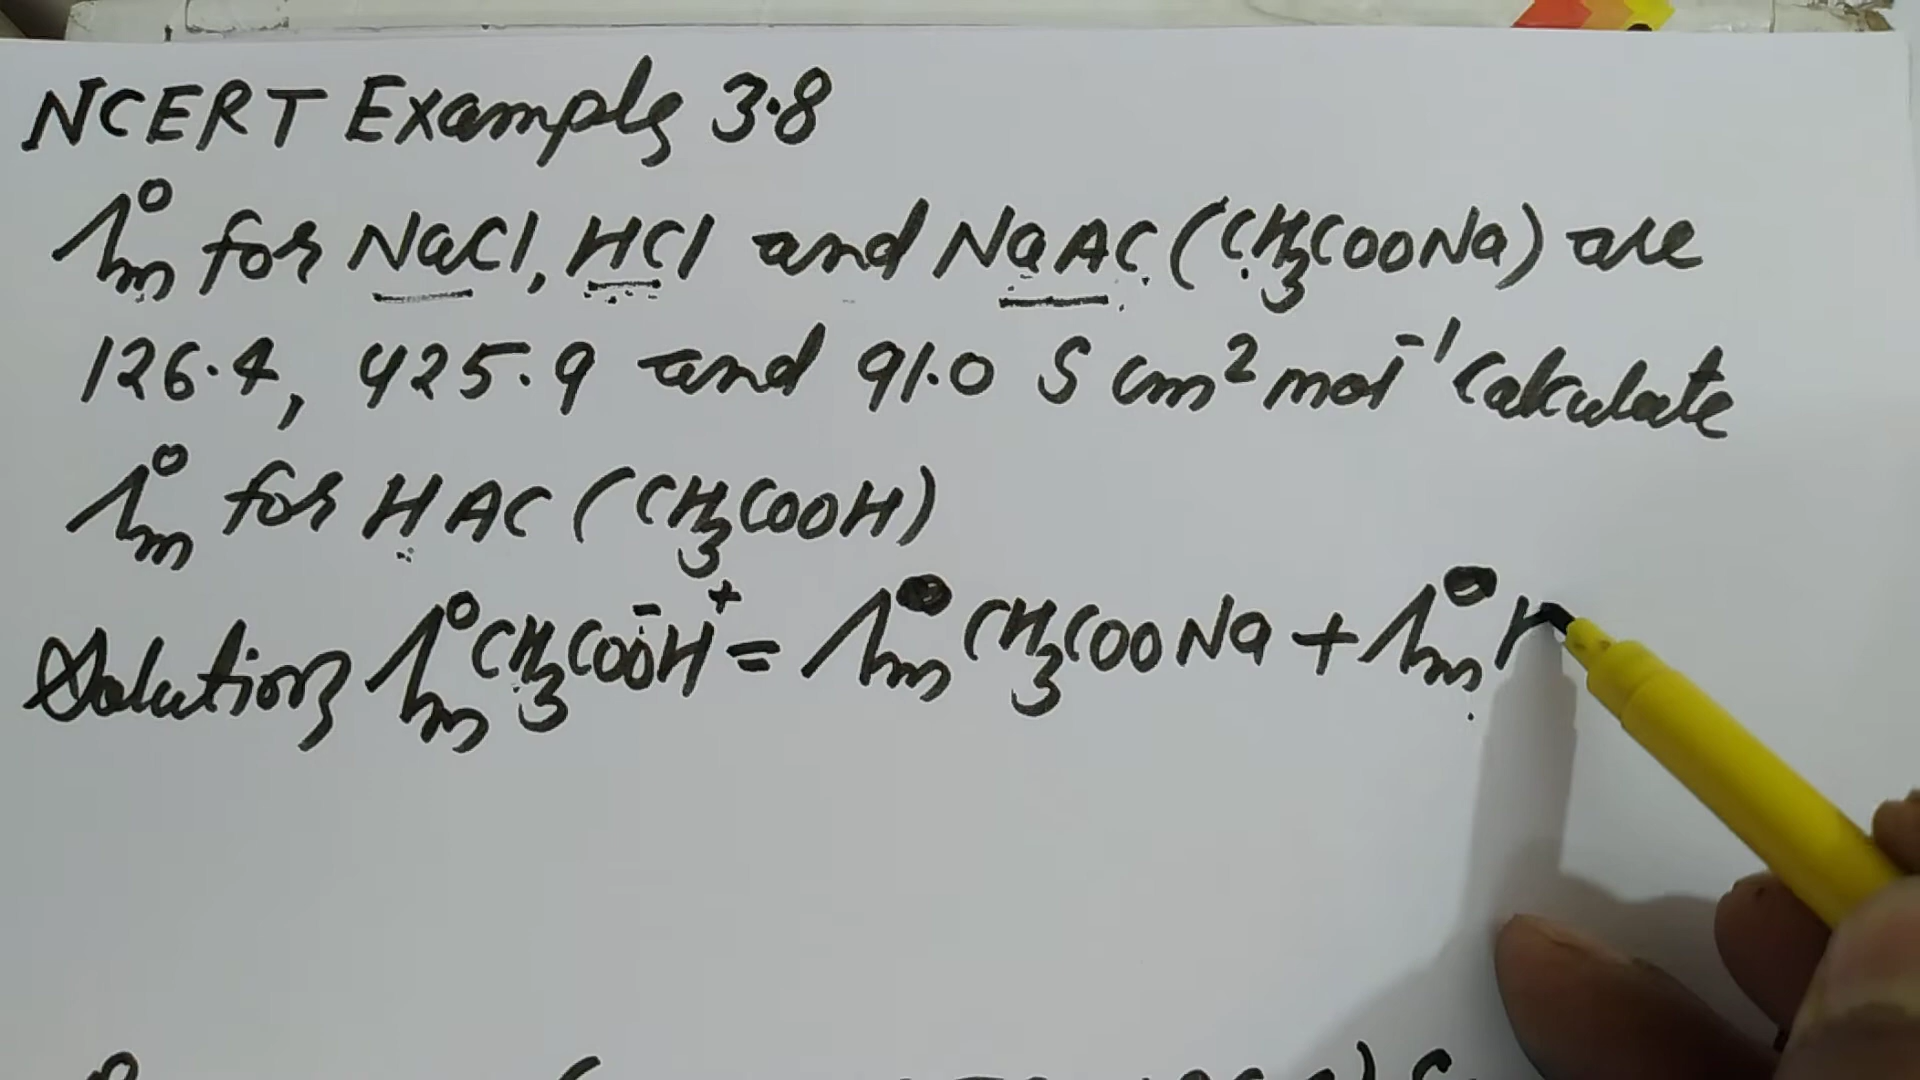 NCERT Example 3.8
Λ°m for NaCl, HCl and NaAC (CH3COONa) are
126.4, 425.9 and 91.0 S cm² mol⁻¹ Calculate
Λ°m for HAC (CH3COOH)
Solution Λ°m CH3COO⁻H⁺ = Λ°m CH3COONa + Λ°m H